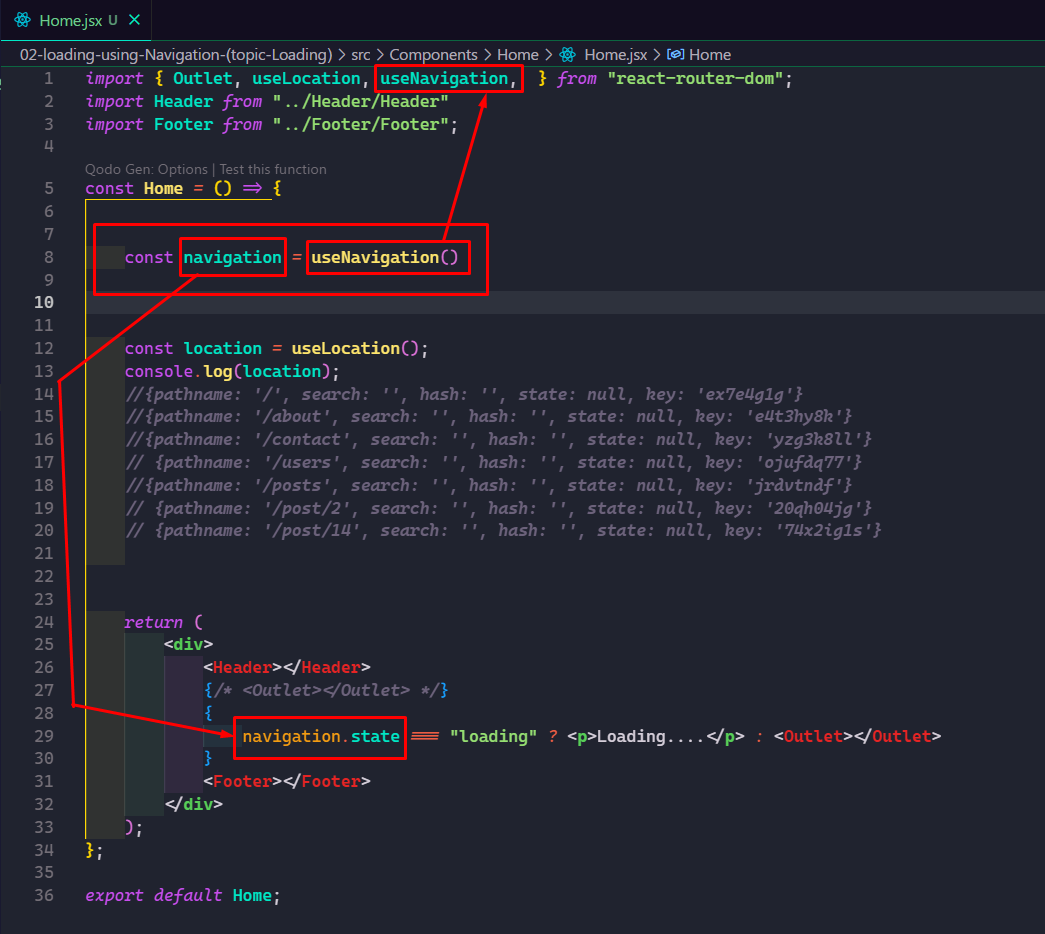 Home.jsx U ×
02-loading-using-Navigation-(topic-Loading) > src > Components > Home > Home.jsx > Home
1 import { Outlet, useLocation, useNavigation,  } from "react-router-dom";
2 import Header from "../Header/Header"
3 import Footer from "../Footer/Footer";
4
Qodo Gen: Options | Test this function
5 const Home = () => {
6
7
8     const navigation = useNavigation()
9
10
11
12     const location = useLocation();
13     console.log(location);
14     //{pathname: '/', search: '', hash: '', state: null, key: 'ex7e4g1g'}
15     //{pathname: '/about', search: '', hash: '', state: null, key: 'e4t3hy8k'}
16     //{pathname: '/contact', search: '', hash: '', state: null, key: 'yzg3k8ll'}
17     // {pathname: '/users', search: '', hash: '', state: null, key: 'ojufdq77'}
18     //{pathname: '/posts', search: '', hash: '', state: null, key: 'jrdvtndf'}
19     // {pathname: '/post/2', search: '', hash: '', state: null, key: '20qh04jg'}
20     // {pathname: '/post/14', search: '', hash: '', state: null, key: '74x2ig1s'}
21
22
23
24     return (
25         <div>
26             <Header></Header>
27             {/* <Outlet></Outlet> */}
28             {
29                 navigation.state === "loading" ? <p>Loading....</p> : <Outlet></Outlet>
30             }
31             <Footer></Footer>
32         </div>
33     );
34 };
35
36 export default Home;